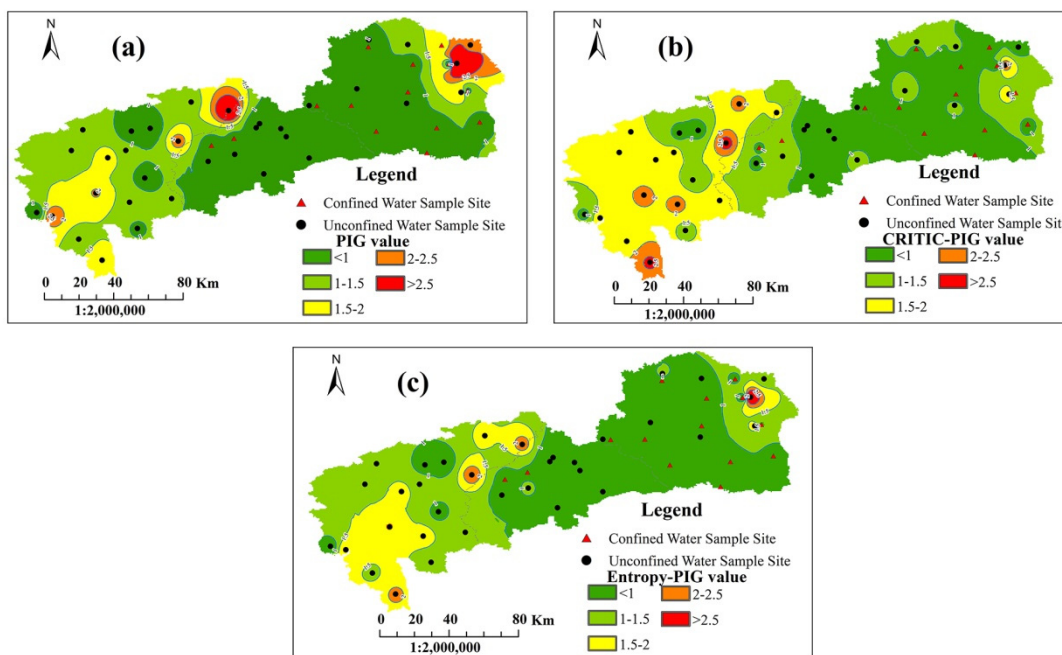 N
(a)
Legend
Confined Water Sample Site
Unconfined Water Sample Site
PIG value
<1
2-2.5
1-1.5
>2.5
1.5-2
0 20 40 60 80 Km
1:2,000,000
N
(b)
Legend
Confined Water Sample Site
Unconfined Water Sample Site
CRITIC-PIG value
<1
2-2.5
1-1.5
>2.5
1.5-2
0 20 40 80 Km
1:2,000,000
N
(c)
Legend
Confined Water Sample Site
Unconfined Water Sample Site
Entropy-PIG value
<1
2-2.5
1-1.5
>2.5
1.5-2
0 20 40 60 80 Km
1:2,000,000